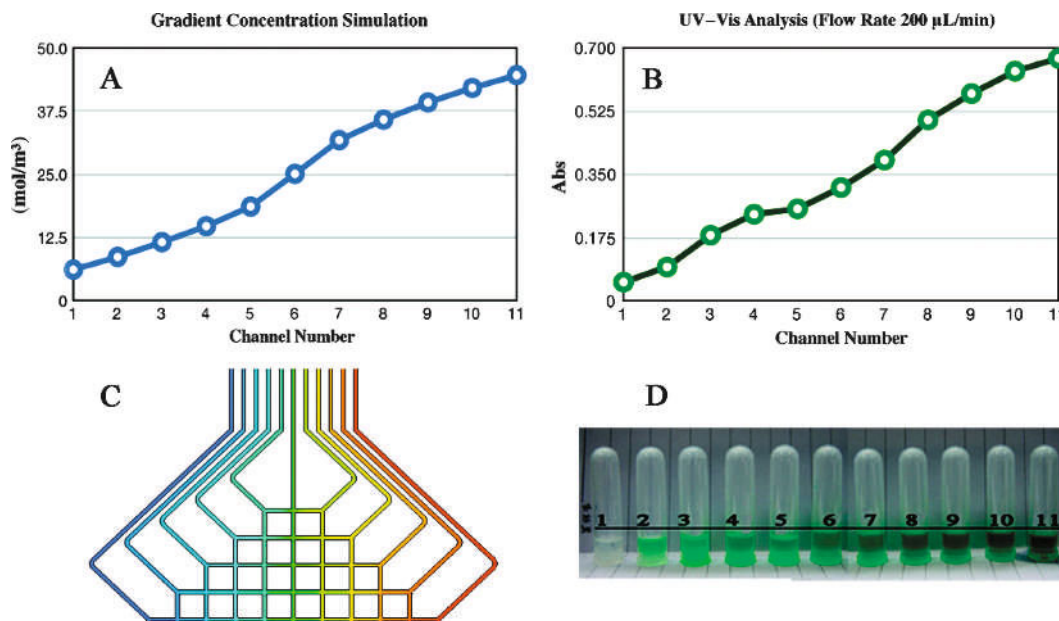 Gradient Concentration Simulation
A
50.0
37.5
25.0
12.5
0
(mol/m³)
1 2 3 4 5 6 7 8 9 10 11
Channel Number
UV–Vis Analysis (Flow Rate 200 µL/min)
B
0.700
0.525
0.350
0.175
0
Abs
1 2 3 4 5 6 7 8 9 10 11
Channel Number
C
D
1 2 3 4 5 6 7 8 9 10 11